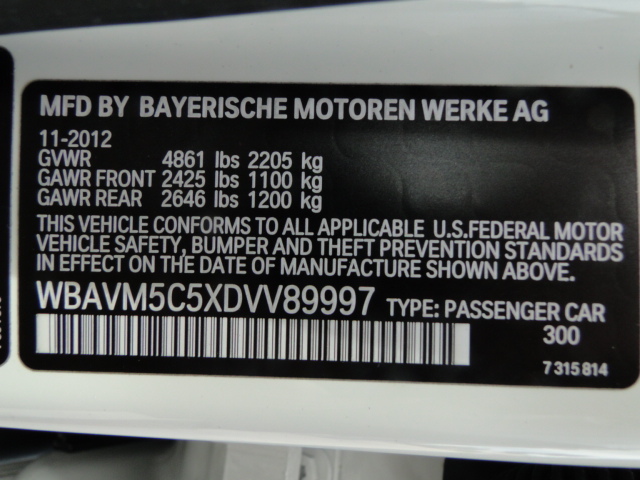 MFD BY BAYERISCHE MOTOREN WERKE AG
11-2012
GVWR 4861 lbs 2205 kg
GAWR FRONT 2425 lbs 1100 kg
GAWR REAR 2646 lbs 1200 kg
THIS VEHICLE CONFORMS TO ALL APPLICABLE U.S.FEDERAL MOTOR
VEHICLE SAFETY, BUMPER AND THEFT PREVENTION STANDARDS
IN EFFECT ON THE DATE OF MANUFACTURE SHOWN ABOVE.
WBAVM5C5XDVV89997 TYPE: PASSENGER CAR
300
7 315 814